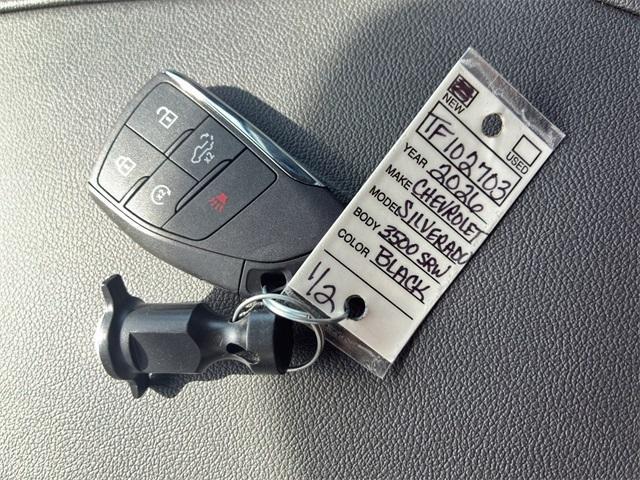 NEW USED
TF102703
YEAR 2026
MAKE CHEVROLET
MODEL SILVERADO
BODY 3500 SRW
COLOR BLACK
1/2